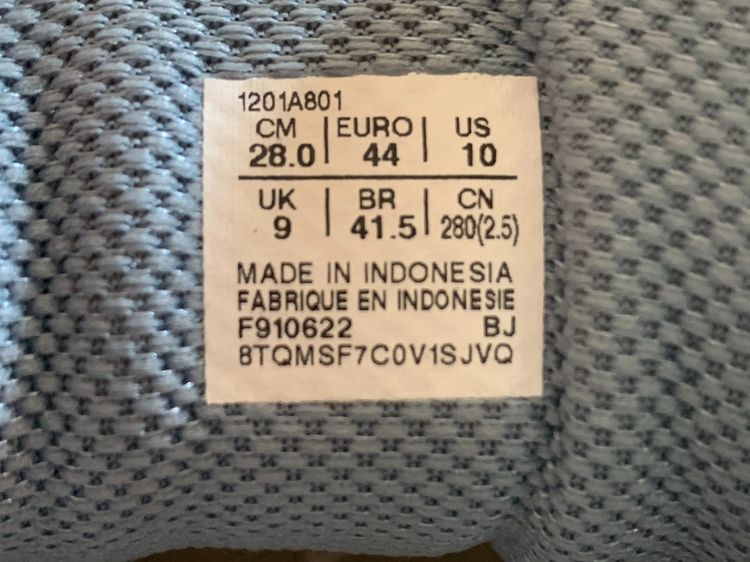 1201A801
CM | EURO | US
28.0 | 44 | 10
UK | BR | CN
9 | 41.5 | 280(2.5)
MADE IN INDONESIA
FABRIQUE EN INDONESIE
F910622 BJ
8TQMSF7C0V1SJVQ